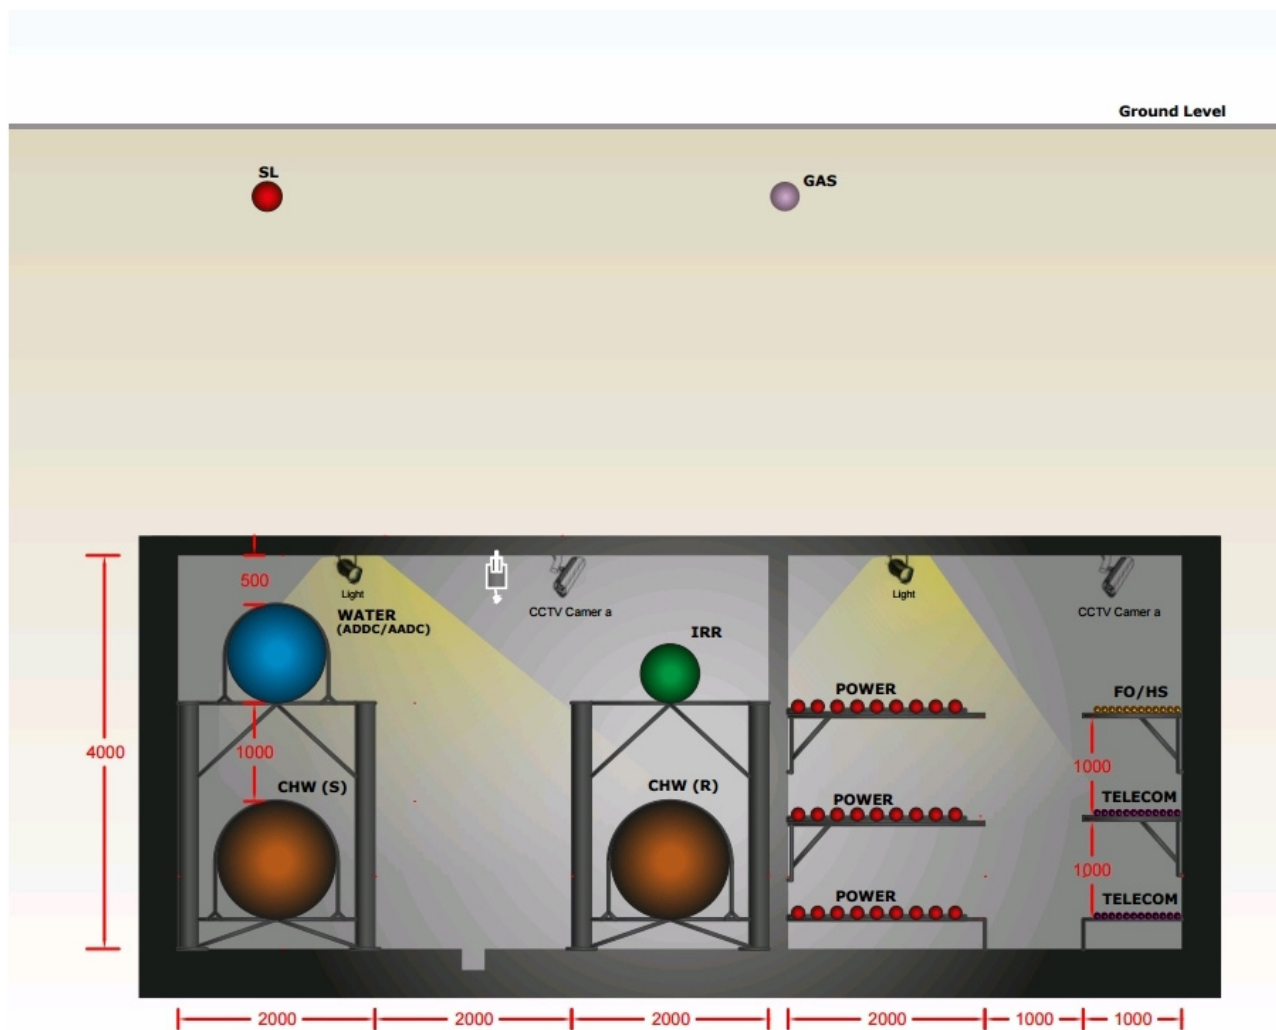 Ground Level
SL
GAS
500
Light
CCTV Camer a
Light
CCTV Camer a
WATER
(ADDC/AADC)
IRR
POWER
FO/HS
4000
1000
1000
CHW (S)
CHW (R)
POWER
TELECOM
1000
POWER
TELECOM
2000
2000
2000
2000
1000
1000